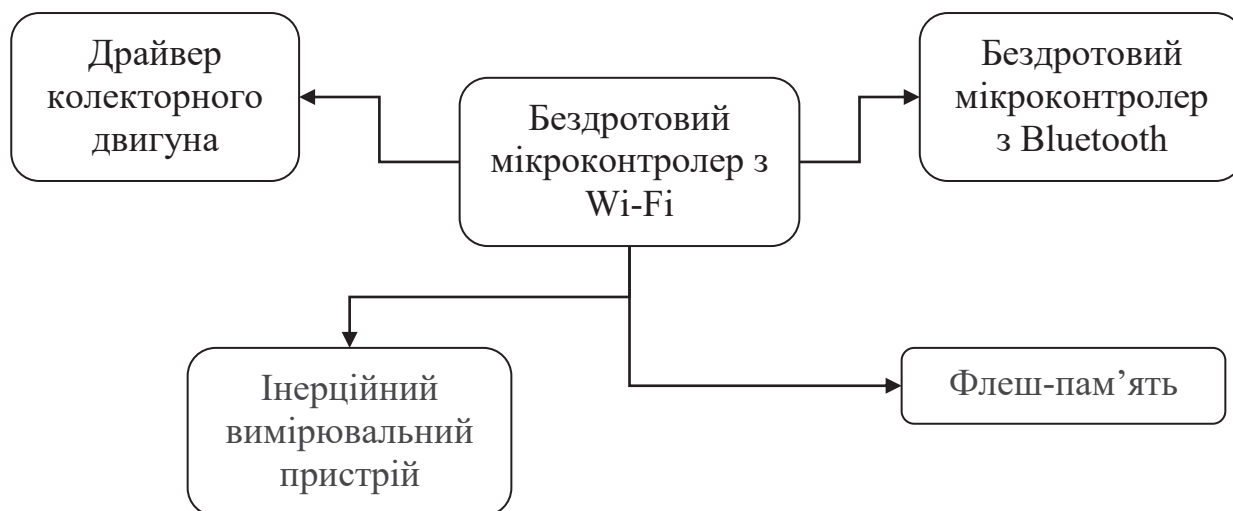 Драйвер
колекторного
двигуна
Бездротовий
мікроконтролер з
Wi-Fi
Бездротовий
мікроконтролер
з Bluetooth
Інерційний
вимірювальний
пристрій
Флеш-пам’ять